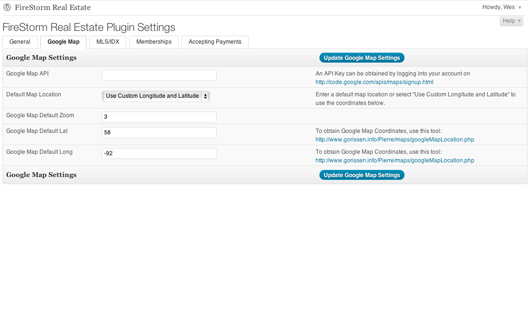 FireStorm Real Estate
Howdy, Wes
Help
FireStorm Real Estate Plugin Settings
General
Google Map
MLS/IDX
Memberships
Accepting Payments
Google Map Settings
Update Google Map Settings
Google Map API
An API Key can be obtained by logging into your account on
http://code.google.com/apis/maps/signup.html
Default Map Location
Use Custom Longitude and Latitude
Enter a default map location or select "Use Custom Longitude and Latitude" to
use the coordinates below.
Google Map Default Zoom
3
Google Map Default Lat
58
To obtain Google Map Coordinates, use this tool:
http://www.gorissen.info/Pierre/maps/googleMapLocation.php
Google Map Default Long
-92
To obtain Google Map Coordinates, use this tool:
http://www.gorissen.info/Pierre/maps/googleMapLocation.php
Google Map Settings
Update Google Map Settings